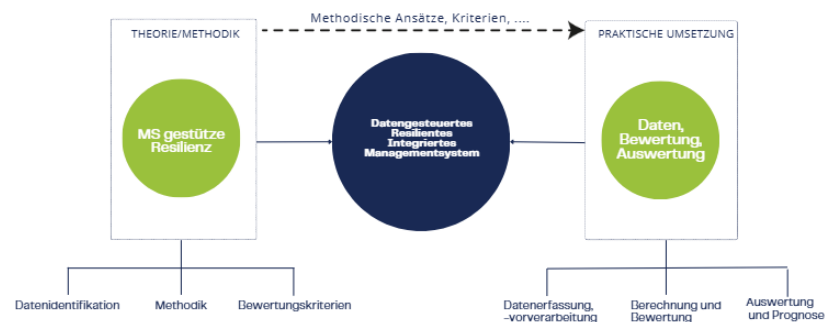 Methodische Ansätze, Kriterien, ....
THEORIE/METHODIK
PRAKTISCHE UMSETZUNG
MS gestütze
Resilienz
Datengesteuertes
Resilientes
Integriertes
Managementsystem
Daten,
Bewertung,
Auswertung
Datenidentifikation
Methodik
Bewertungskriterien
Datenerfassung,
-vorverarbeitung
Berechnung und
Bewertung
Auswertung
und Prognose